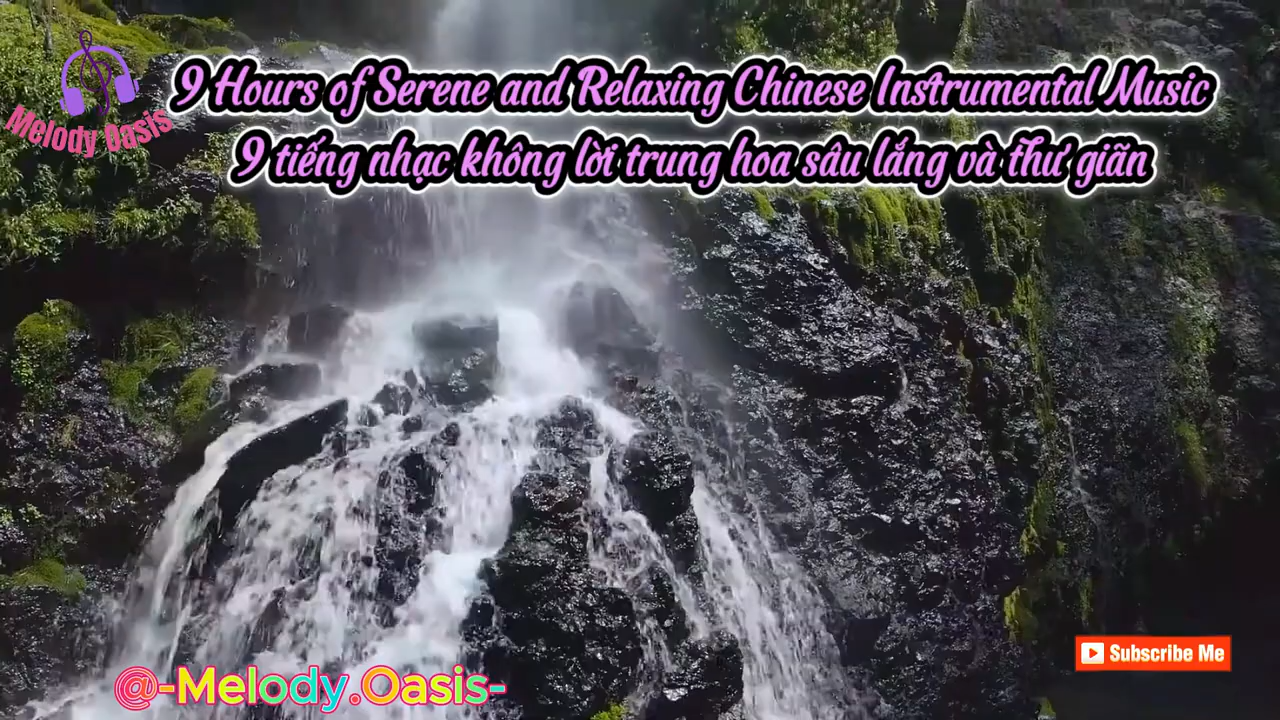 Melody Oasis
9 Hours of Serene and Relaxing Chinese Instrumental Music
9 tiếng nhạc không lời trung hoa sâu lắng và thư giãn
@-Melody.Oasis-
Subscribe Me